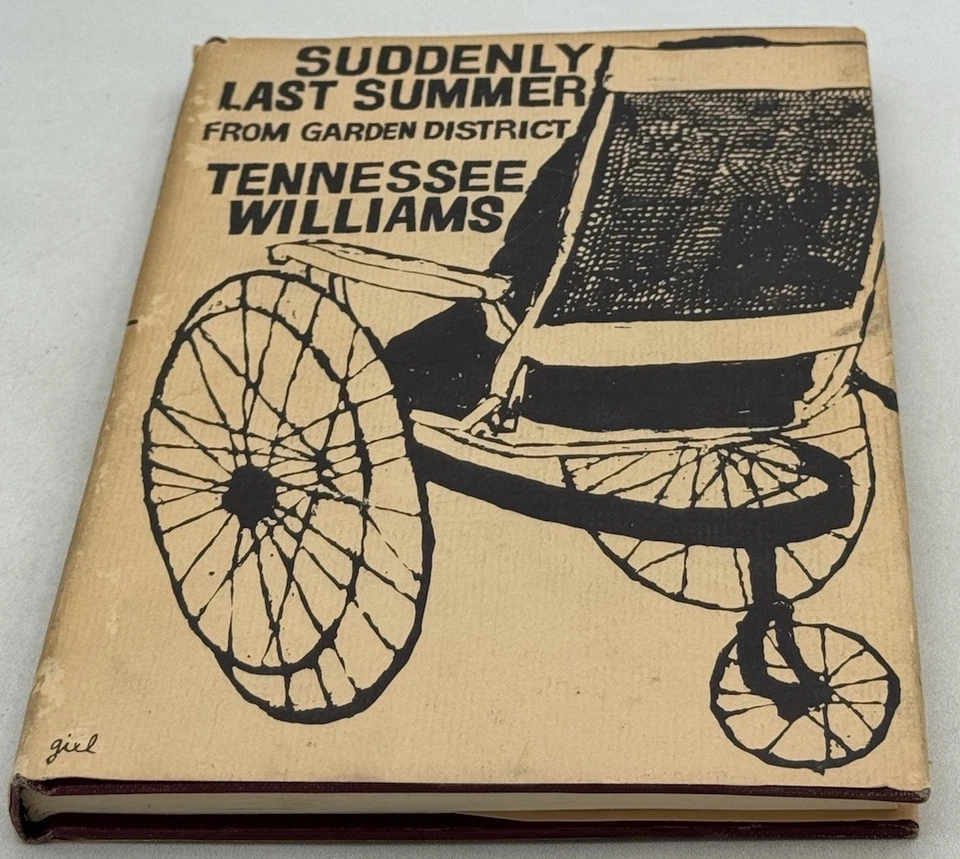 SUDDENLY
LAST SUMMER
FROM GARDEN DISTRICT
TENNESSEE
WILLIAMS
giel